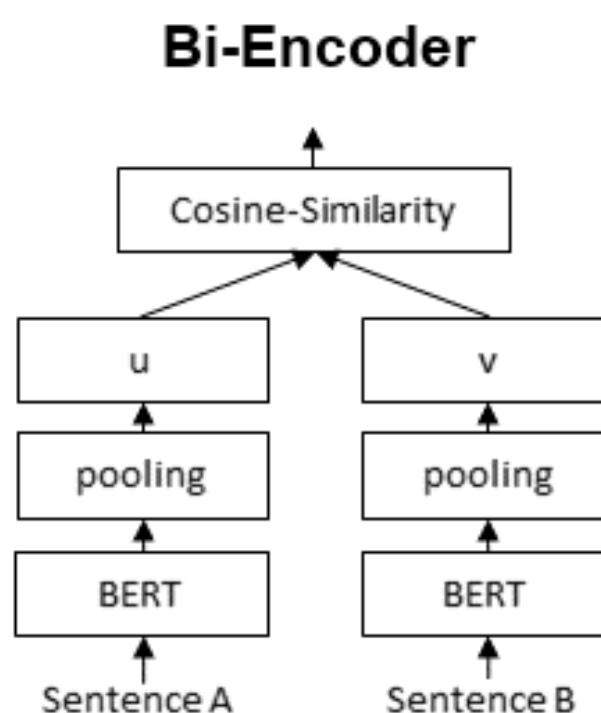 Bi-Encoder
Cosine-Similarity
u v
pooling pooling
BERT BERT
Sentence A Sentence B